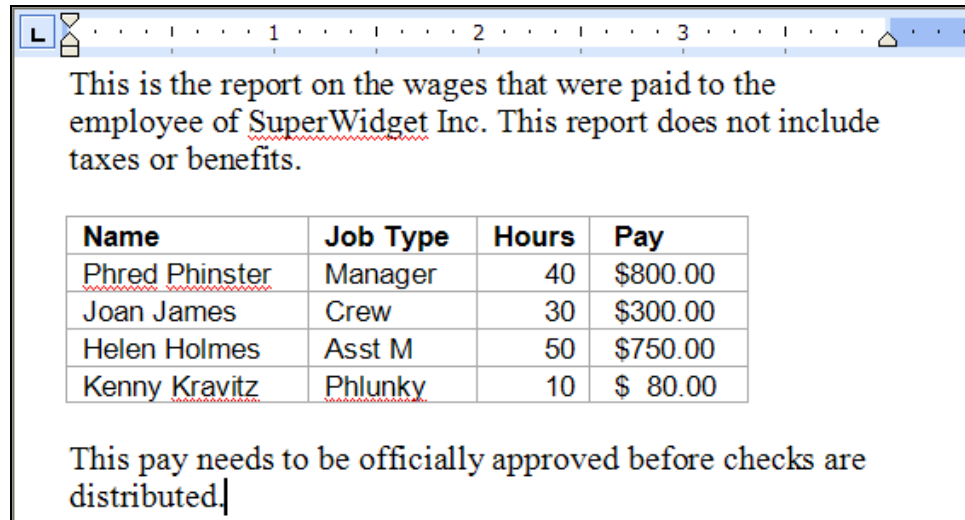 L 1 2 3
This is the report on the wages that were paid to the
employee of SuperWidget Inc. This report does not include
taxes or benefits.
Name Job Type Hours Pay
Phred Phinster Manager 40 $800.00
Joan James Crew 30 $300.00
Helen Holmes Asst M 50 $750.00
Kenny Kravitz Phlunky 10 $ 80.00
This pay needs to be officially approved before checks are
distributed.